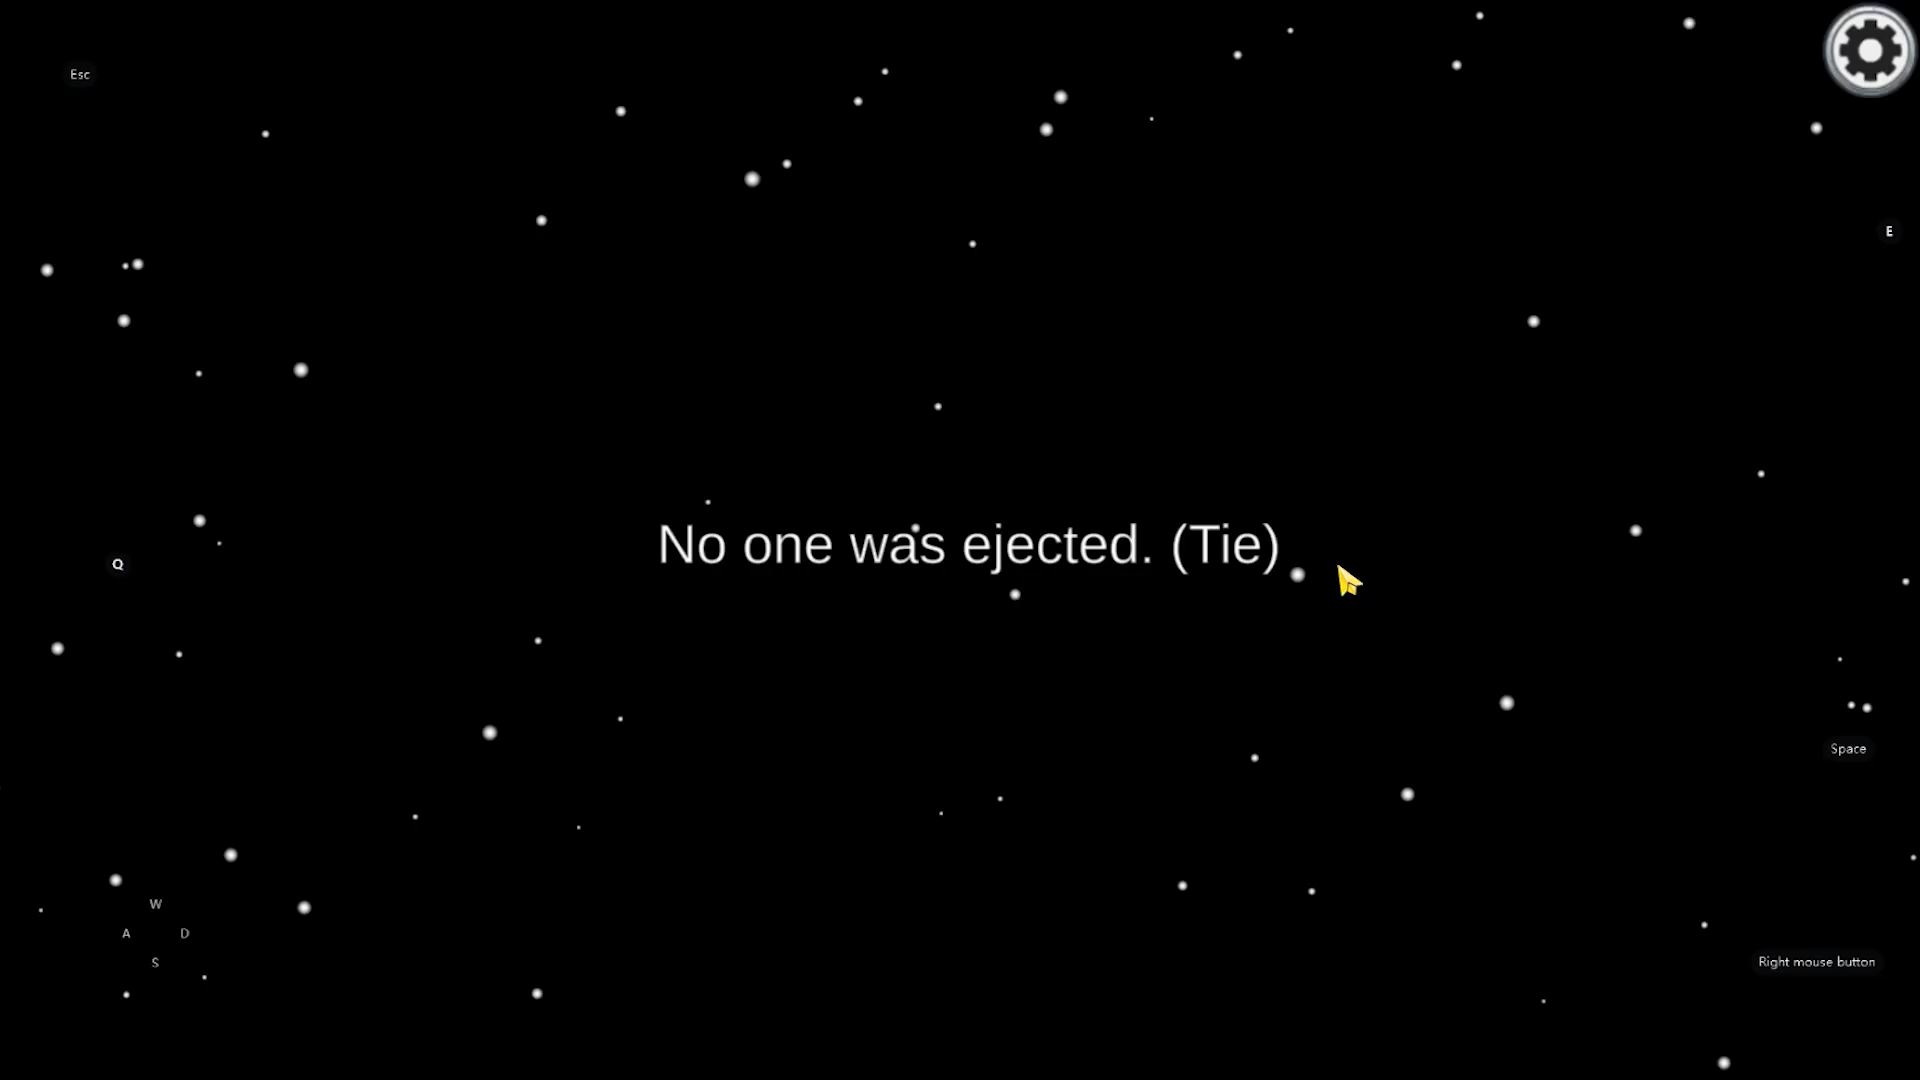 Esc
E
No one was ejected. (Tie)
Q
Space
W
A D
S
Right mouse button